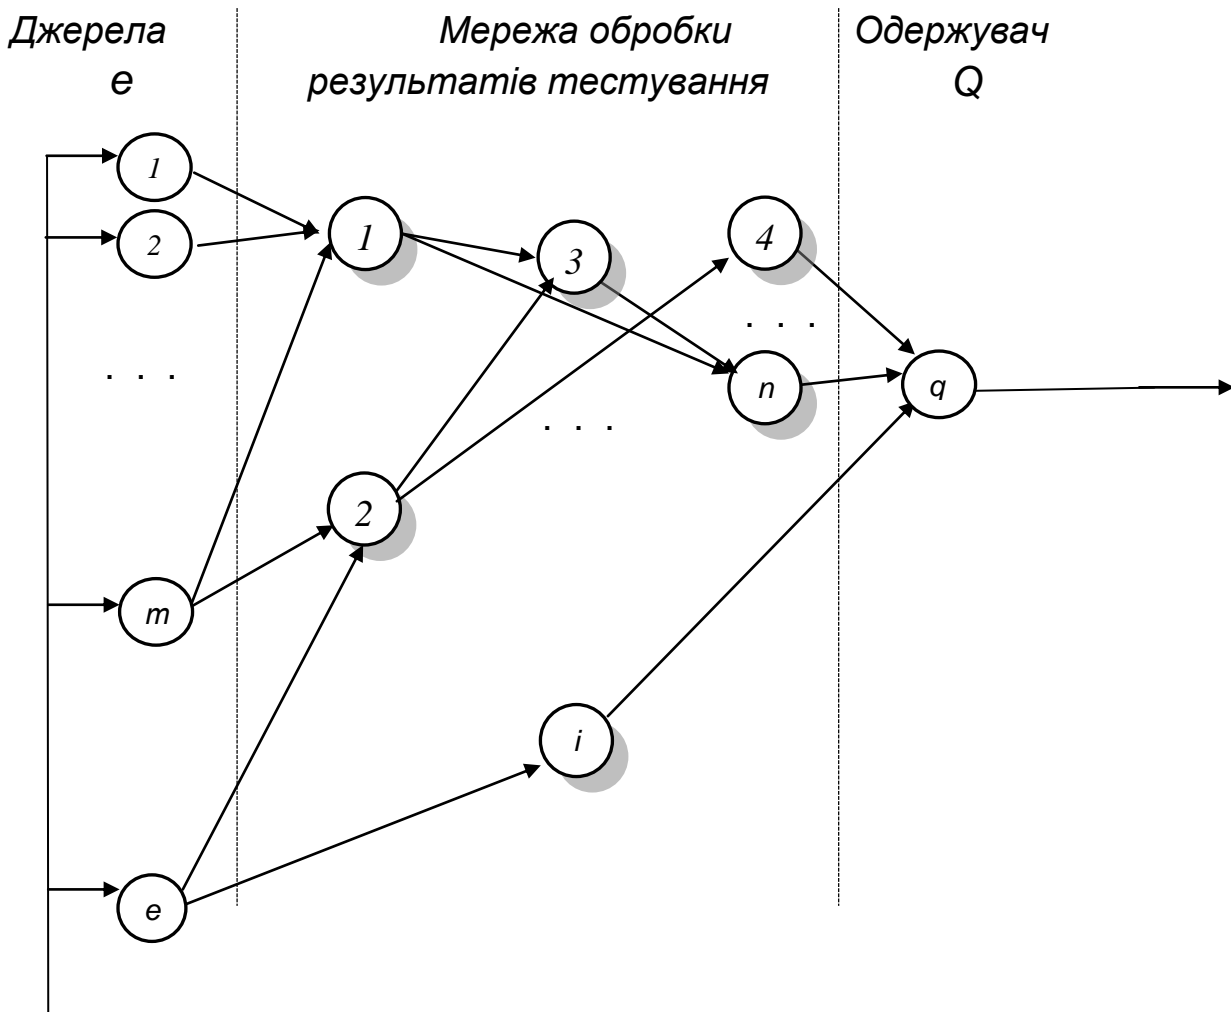 Джерела
e
Мережа обробки
результатів тестування
Одержувач
Q
1
2
. . .
m
e
1
2
3
. . .
i
4
. . .
n
q